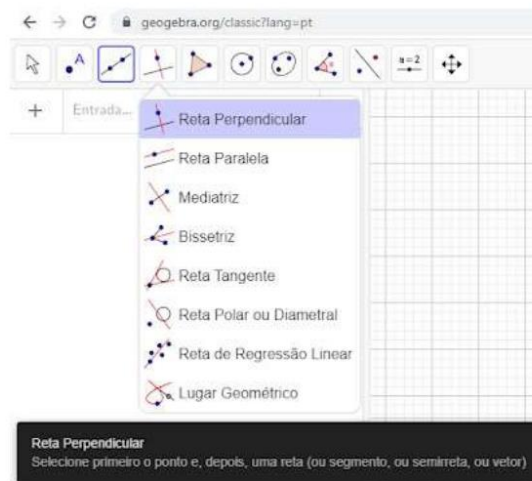 geogebra.org/classic?lang=pt
A
a=2
+ Entrada...
Reta Perpendicular
Reta Paralela
Mediatriz
Bissetriz
Reta Tangente
Reta Polar ou Diametral
Reta de Regressão Linear
Lugar Geométrico
Reta Perpendicular
Selecione primeiro o ponto e, depois, uma reta (ou segmento, ou semirreta, ou vetor)